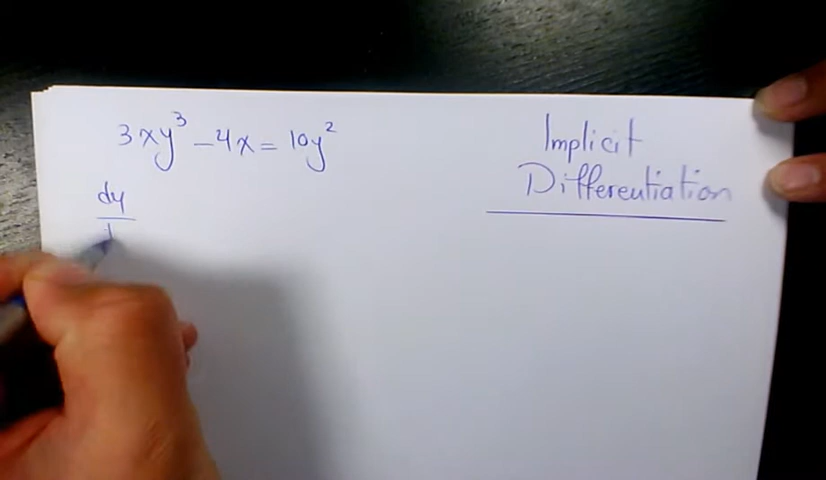 3xy³ - 4x = 10y²
Implicit
Differentiation
dy